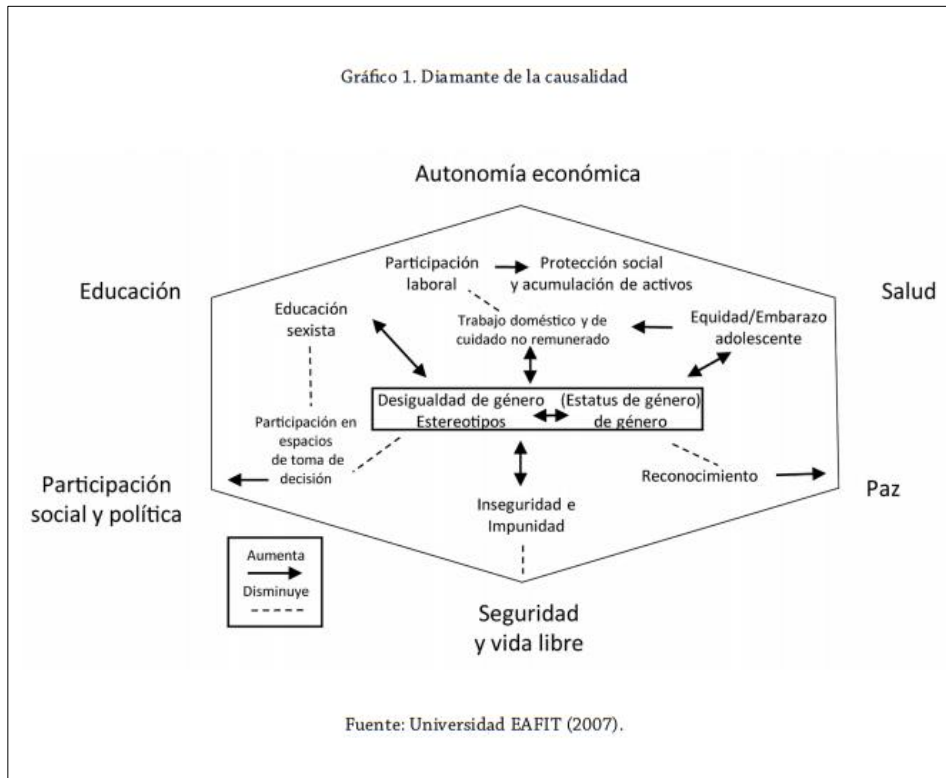 Gráfico 1. Diamante de la causalidad
Autonomía económica
Educación
Salud
Participación
laboral
Protección social
y acumulación de activos
Educación
sexista
Trabajo doméstico y de
cuidado no remunerado
Equidad/Embarazo
adolescente
Desigualdad de género
Estereotipos
(Estatus de género)
de género
Participación en
espacios
de toma de
decisión
Reconocimiento
Participación
social y política
Paz
Inseguridad e
Impunidad
Aumenta
Disminuye
Seguridad
y vida libre
Fuente: Universidad EAFIT (2007).